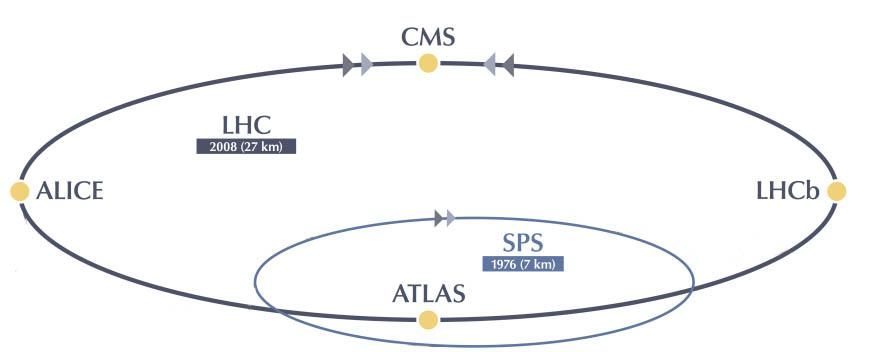 CMS
LHC
2008 (27 km)
ALICE
LHCb
SPS
1976 (7 km)
ATLAS